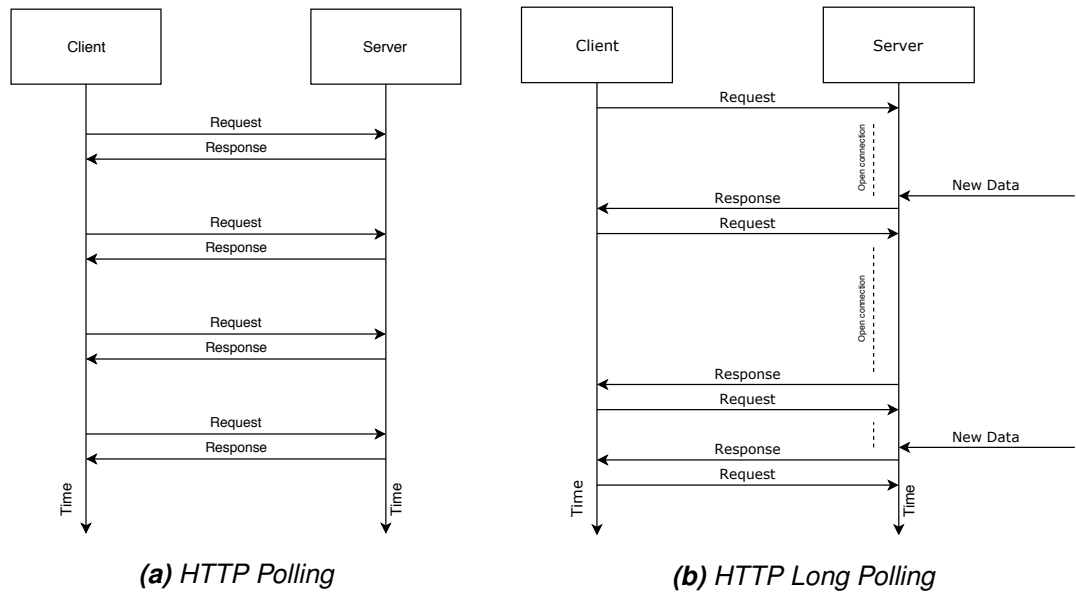 Client
Server
Request
Response
Request
Response
Request
Response
Request
Response
Time
Time
(a) HTTP Polling
Client
Server
Request
Open connection
New Data
Response
Request
Open connection
Response
Request
New Data
Response
Request
Time
Time
(b) HTTP Long Polling